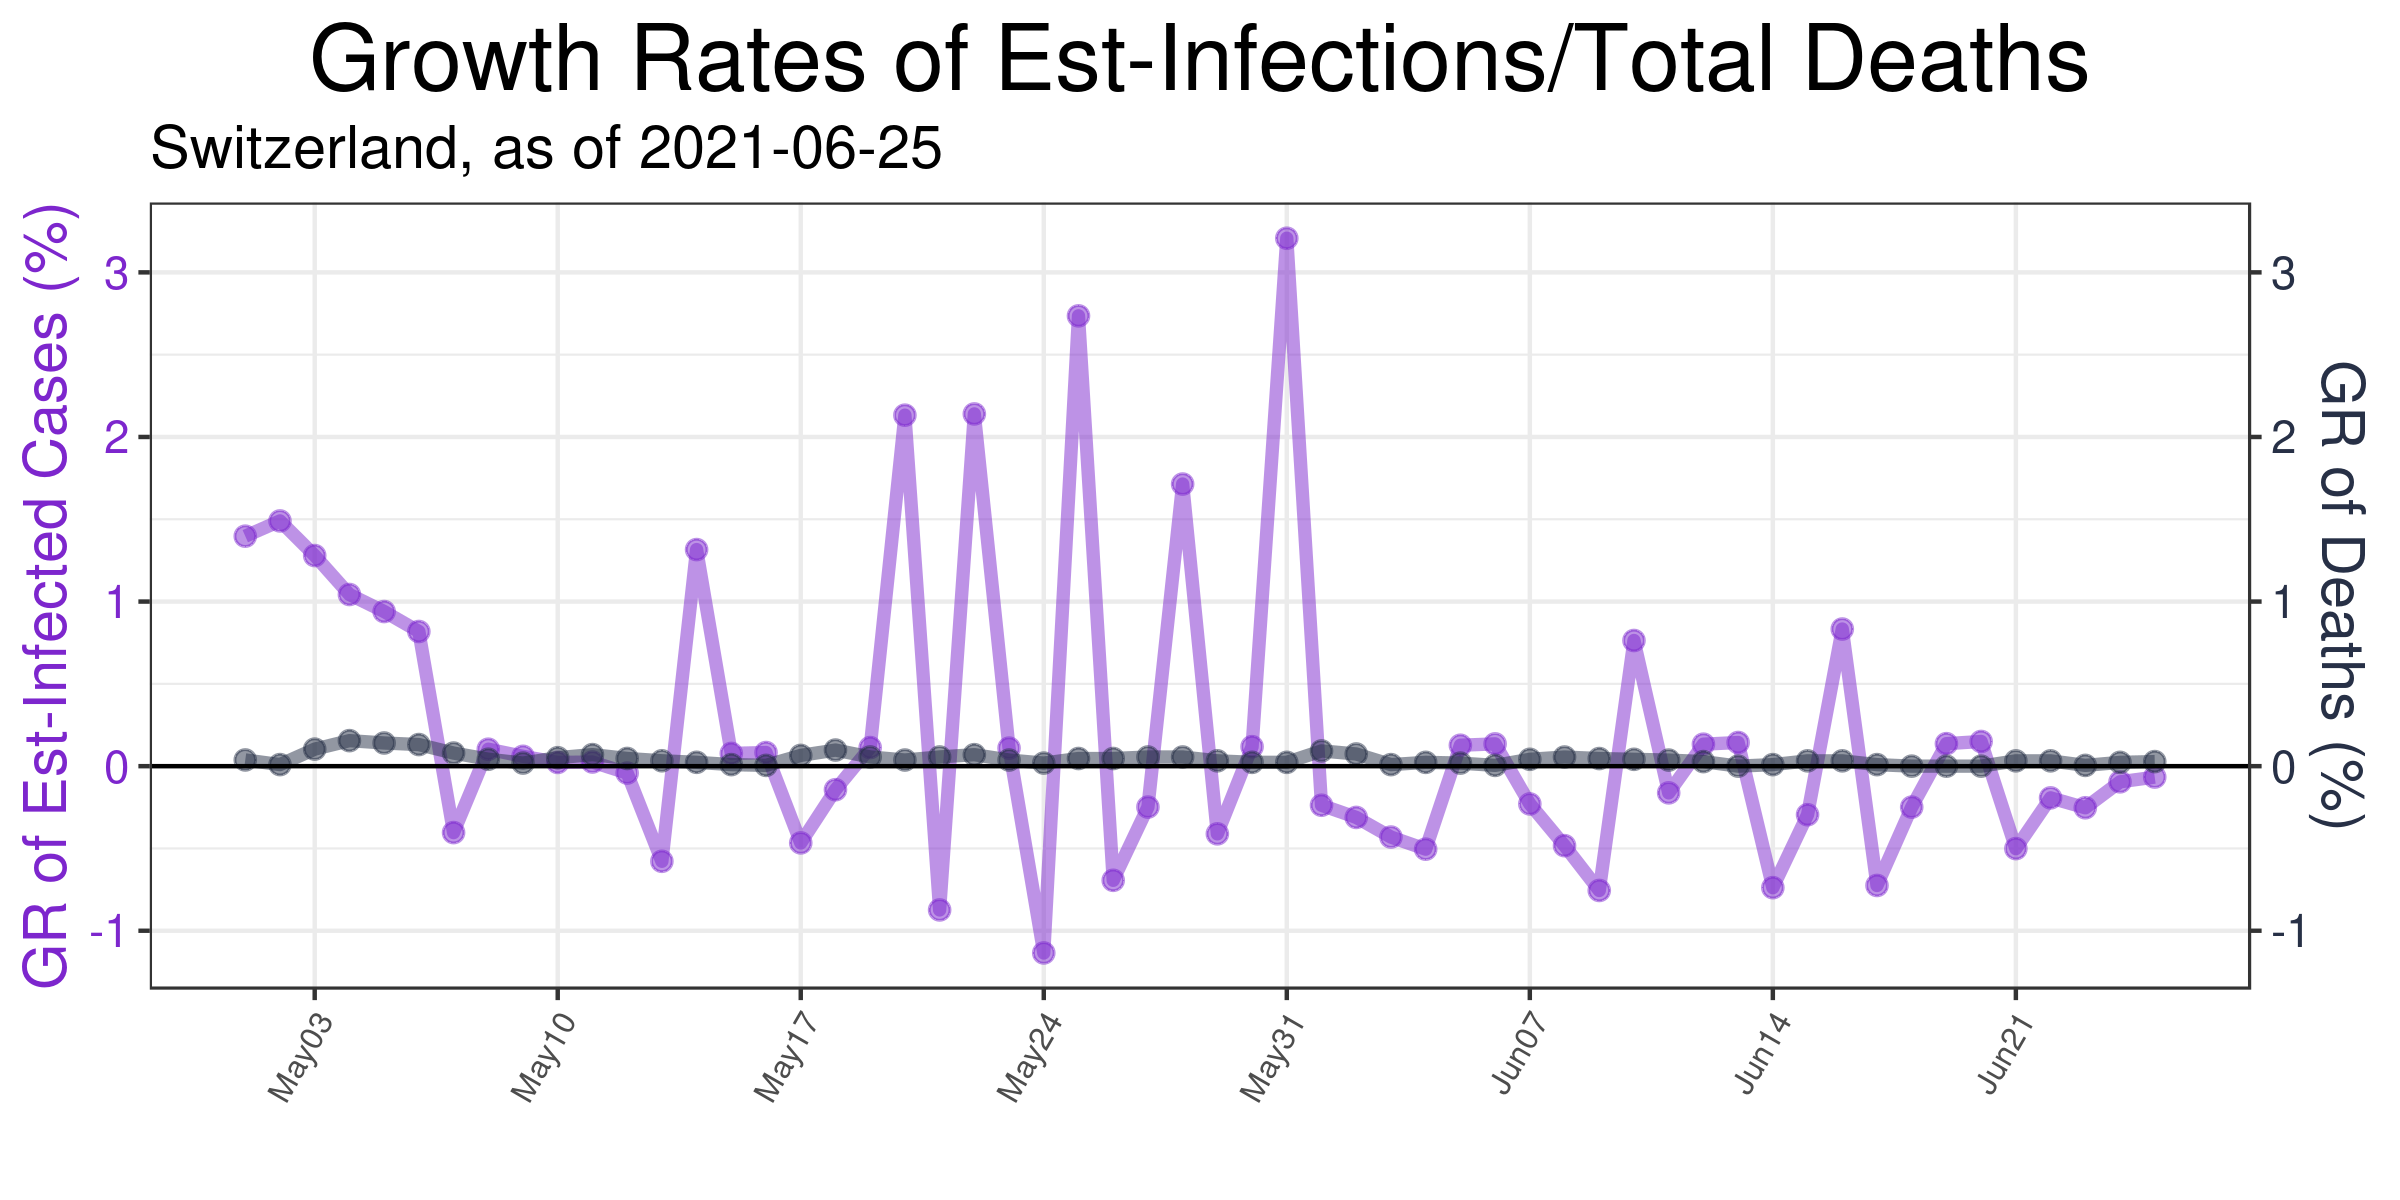 Growth Rates of Est-Infections/Total Deaths
Switzerland, as of 2021-06-25
GR of Est-Infected Cases (%)
3
2
1
0
-1
3
2
1
0
-1
GR of Deaths (%)
May03
May10
May17
May24
May31
Jun07
Jun14
Jun21